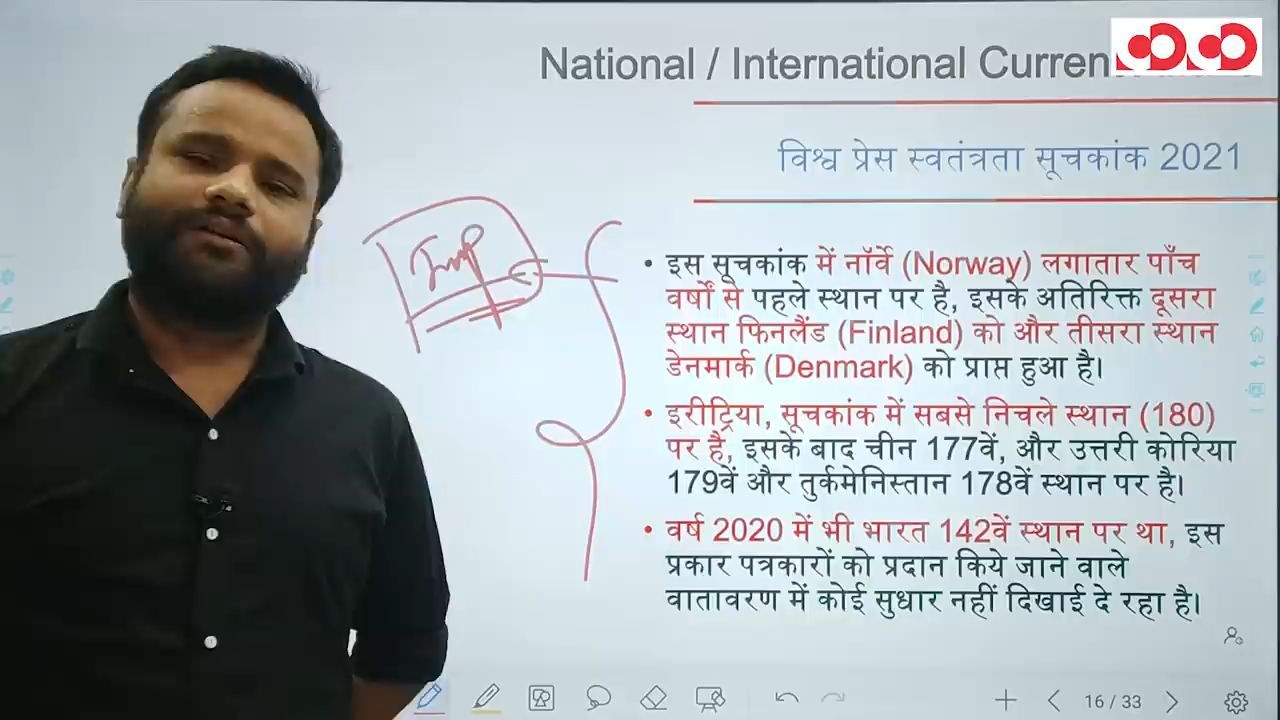 National / International Curren
विश्व प्रेस स्वतंत्रता सूचकांक 2021
Imp
• इस सूचकांक में नॉर्वे (Norway) लगातार पाँच
वर्षों से पहले स्थान पर है, इसके अतिरिक्त दूसरा
स्थान फिनलैंड (Finland) को और तीसरा स्थान
डेनमार्क (Denmark) को प्राप्त हुआ है।
• इरीट्रिया, सूचकांक में सबसे निचले स्थान (180)
पर है, इसके बाद चीन 177वें, और उत्तरी कोरिया
179वें और तुर्कमेनिस्तान 178वें स्थान पर है।
• वर्ष 2020 में भी भारत 142वें स्थान पर था, इस
प्रकार पत्रकारों को प्रदान किये जाने वाले
वातावरण में कोई सुधार नहीं दिखाई दे रहा है।
16 / 33